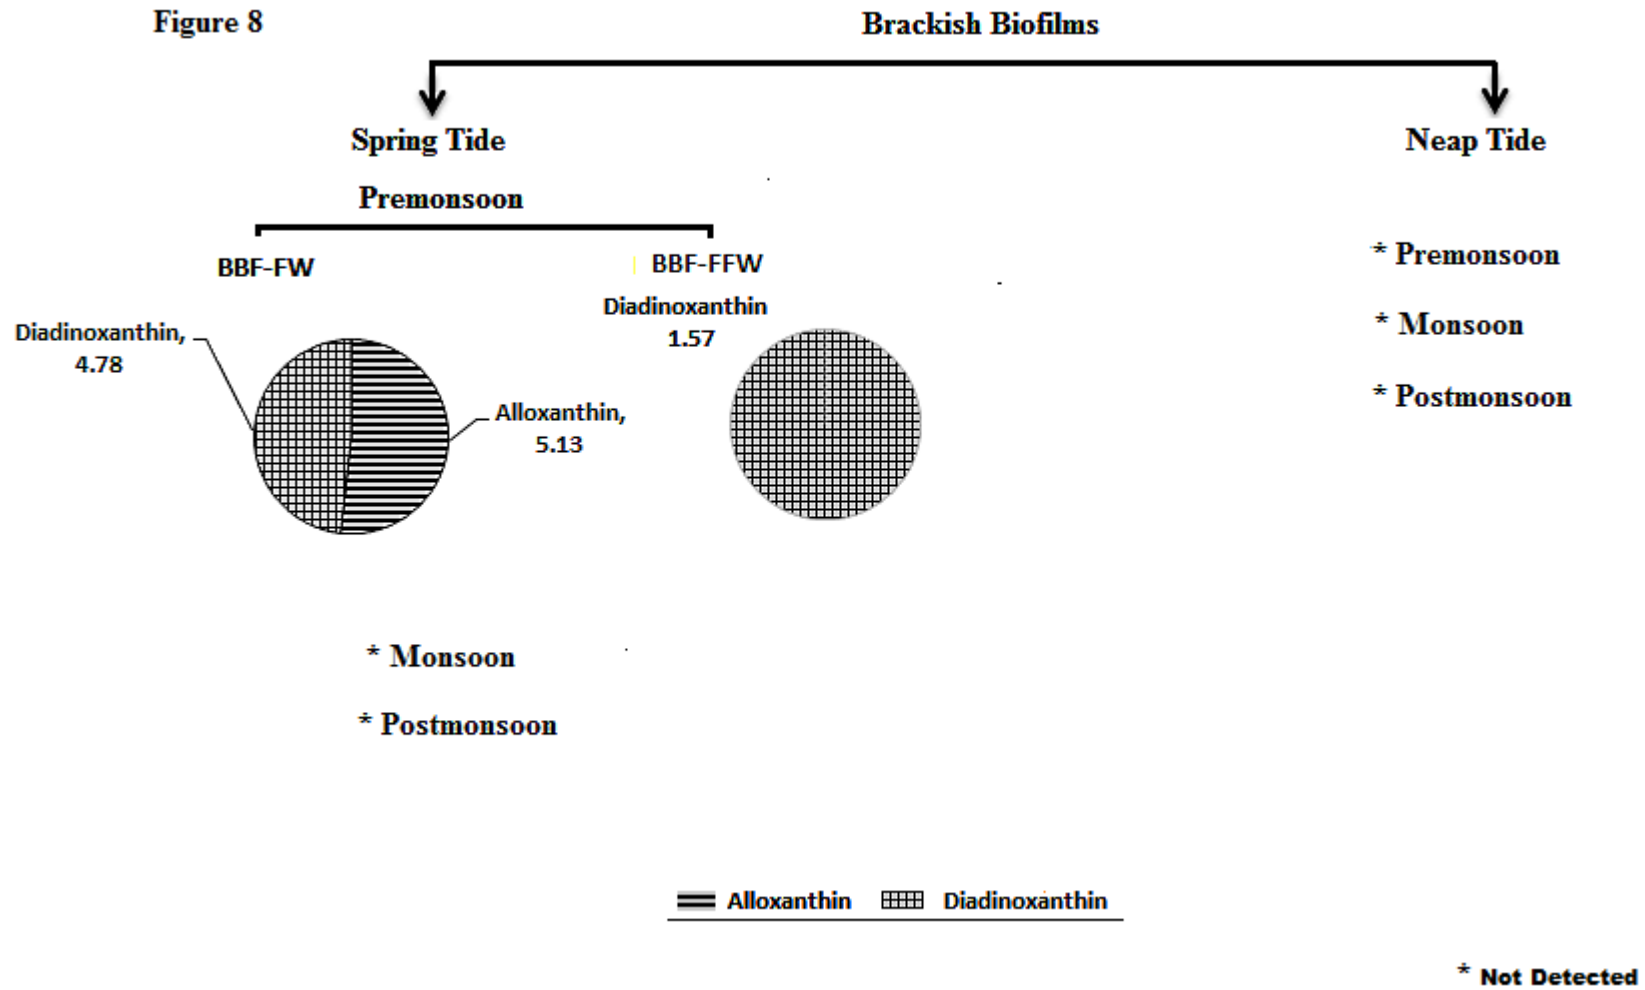 Figure 8
Brackish Biofilms
Spring Tide
Neap Tide
Premonsoon
BBF-FW
BBF-FFW
Diadinoxanthin,
4.78
Alloxanthin,
5.13
Diadinoxanthin
1.57
* Premonsoon
* Monsoon
* Postmonsoon
* Monsoon
* Postmonsoon
Alloxanthin
Diadinoxanthin
* Not Detected